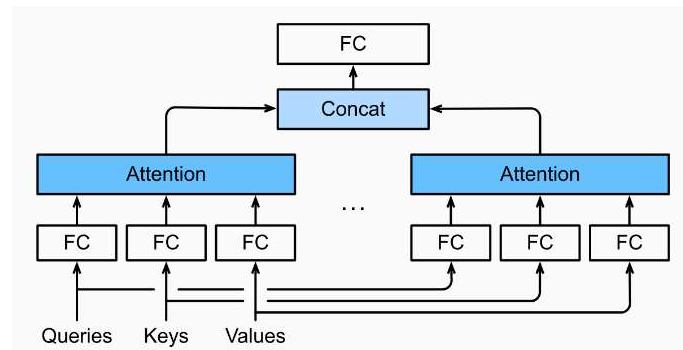 FC
Concat
Attention
Attention
...
FC FC FC FC FC FC
Queries Keys Values